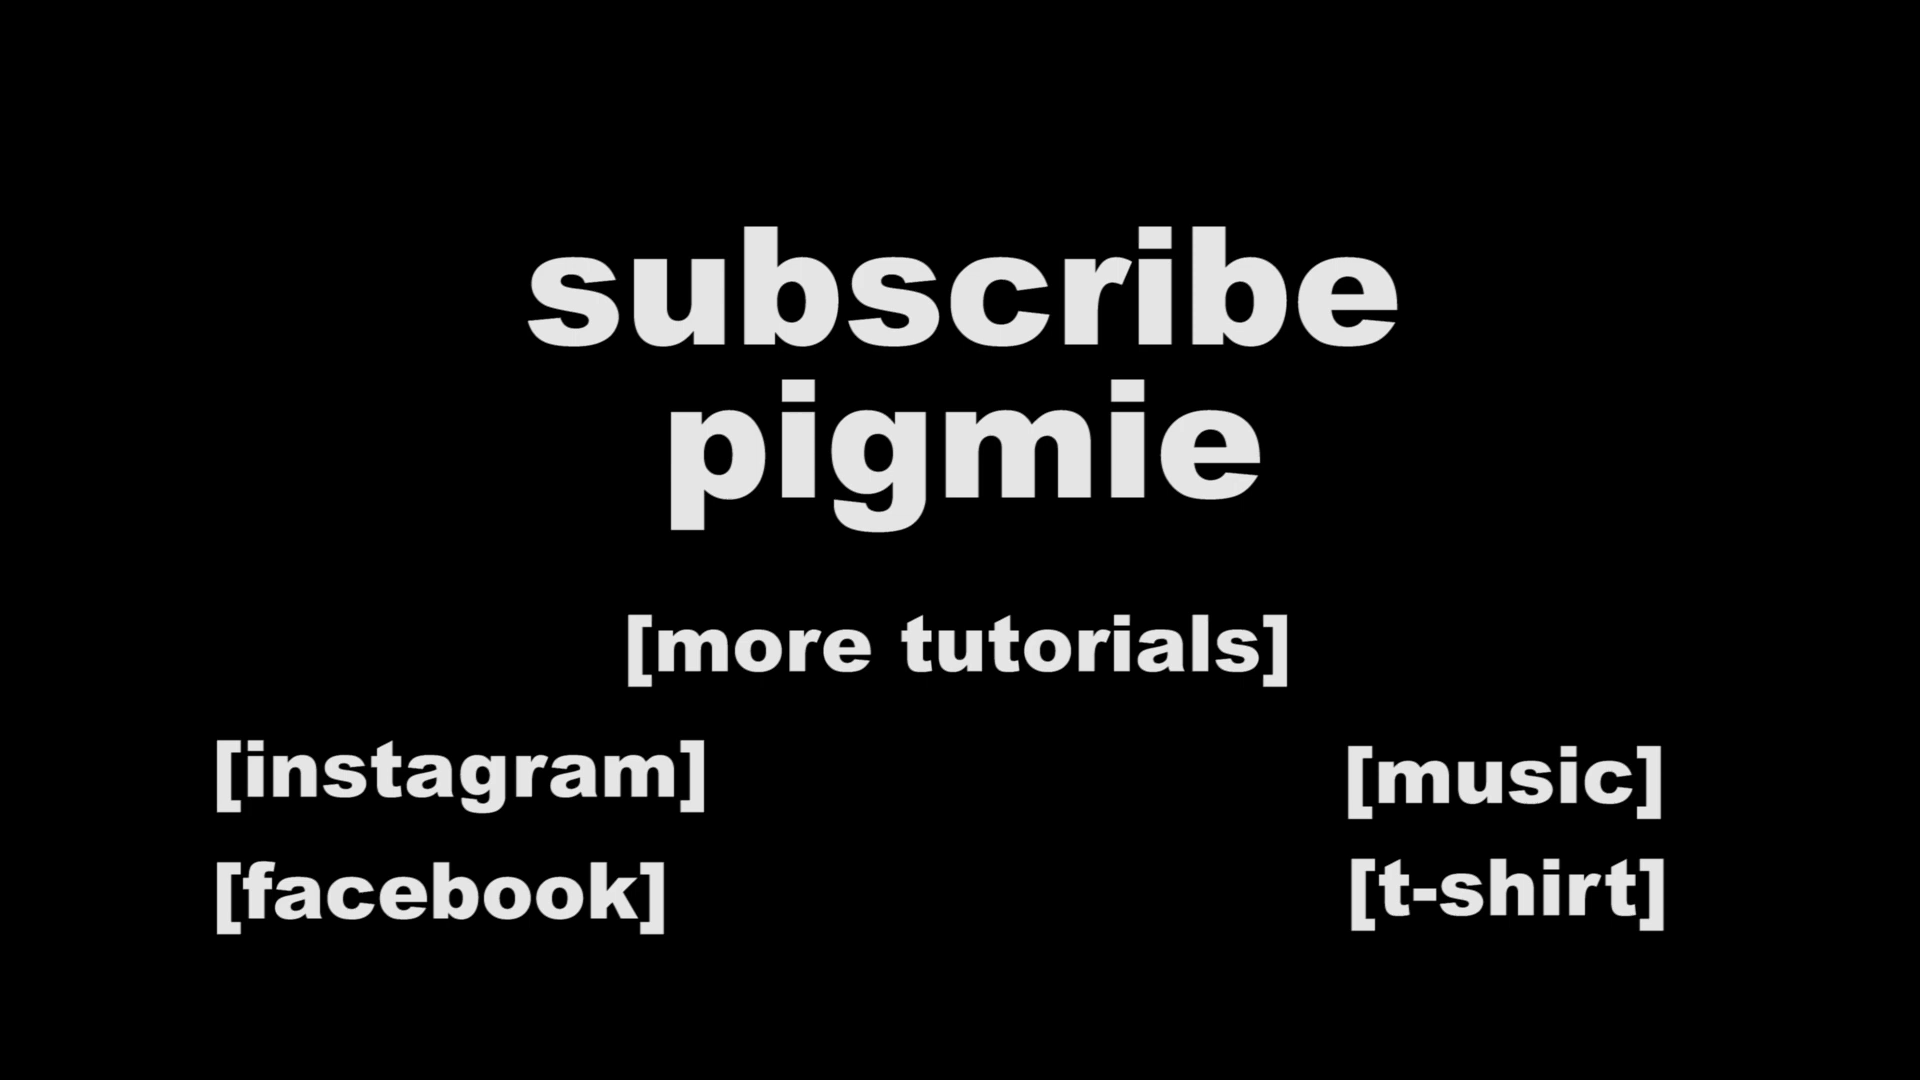 subscribe
pigmie
[more tutorials]
[instagram]
[music]
[facebook]
[t-shirt]